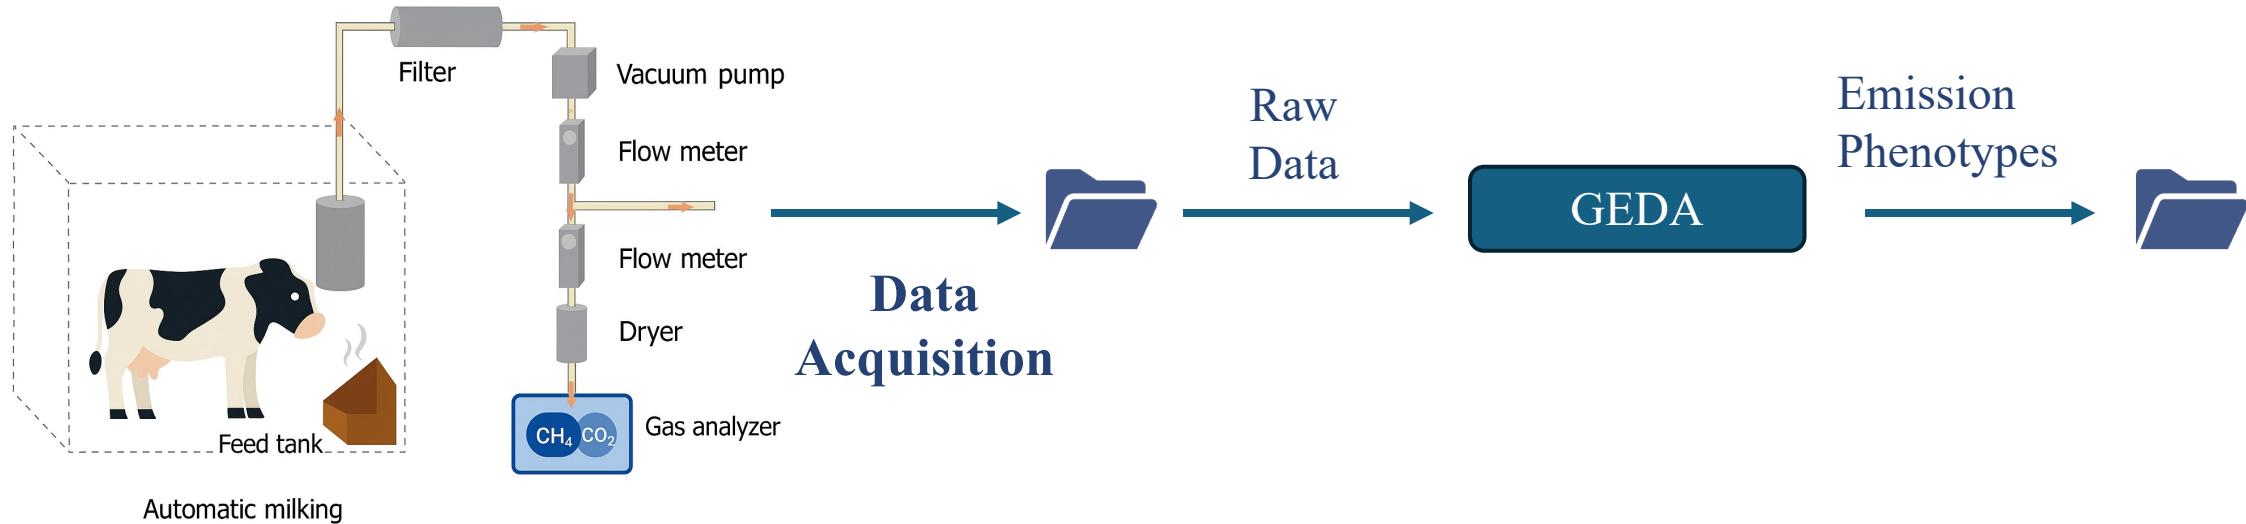 Filter
Vacuum pump
Flow meter
Flow meter
Dryer
CH₄
CO₂
Gas analyzer
Feed tank
Automatic milking
Data
Acquisition
Raw
Data
GEDA
Emission
Phenotypes